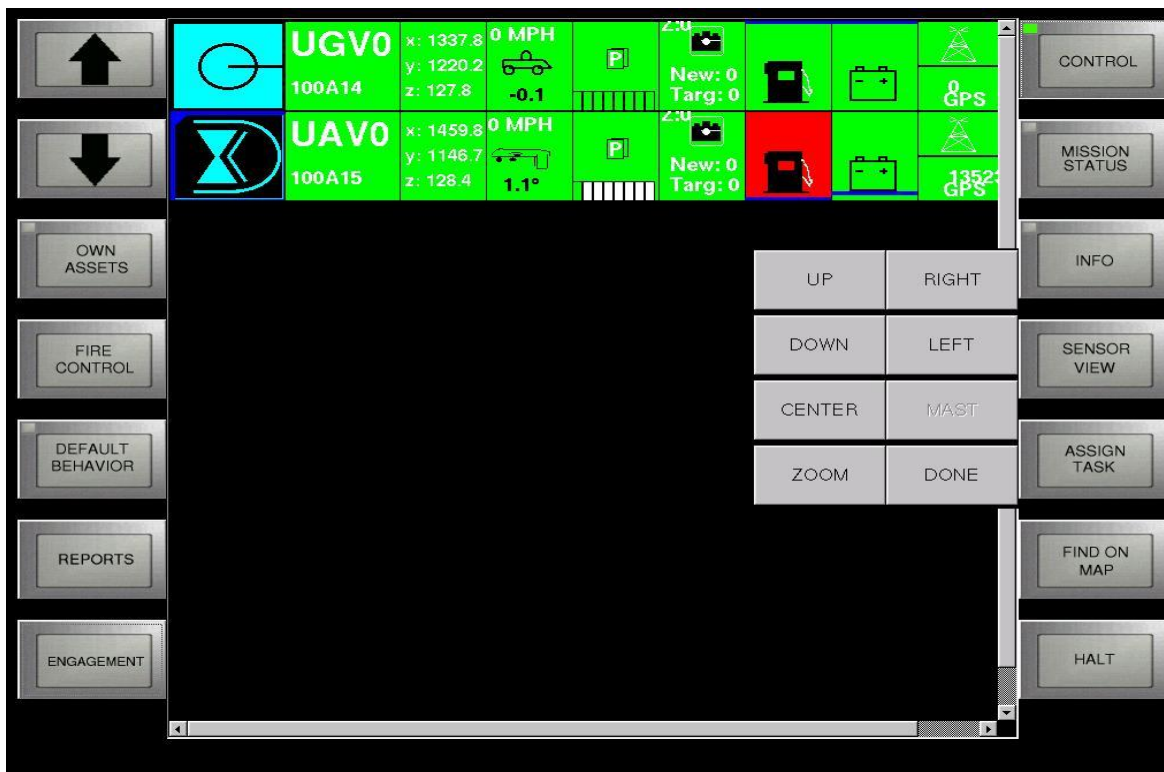 UGV0
100A14
x: 1337.8
y: 1220.2
z: 127.8
0 MPH
-0.1
P
Z:0
New: 0
Targ: 0
- +
0
GPS
UAV0
100A15
x: 1459.8
y: 1146.7
z: 128.4
0 MPH
1.1°
P
Z:0
New: 0
Targ: 0
- +
13523
GPS
OWN
ASSETS
FIRE
CONTROL
DEFAULT
BEHAVIOR
REPORTS
ENGAGEMENT
UP
RIGHT
DOWN
LEFT
CENTER
MAST
ZOOM
DONE
CONTROL
MISSION
STATUS
INFO
SENSOR
VIEW
ASSIGN
TASK
FIND ON
MAP
HALT